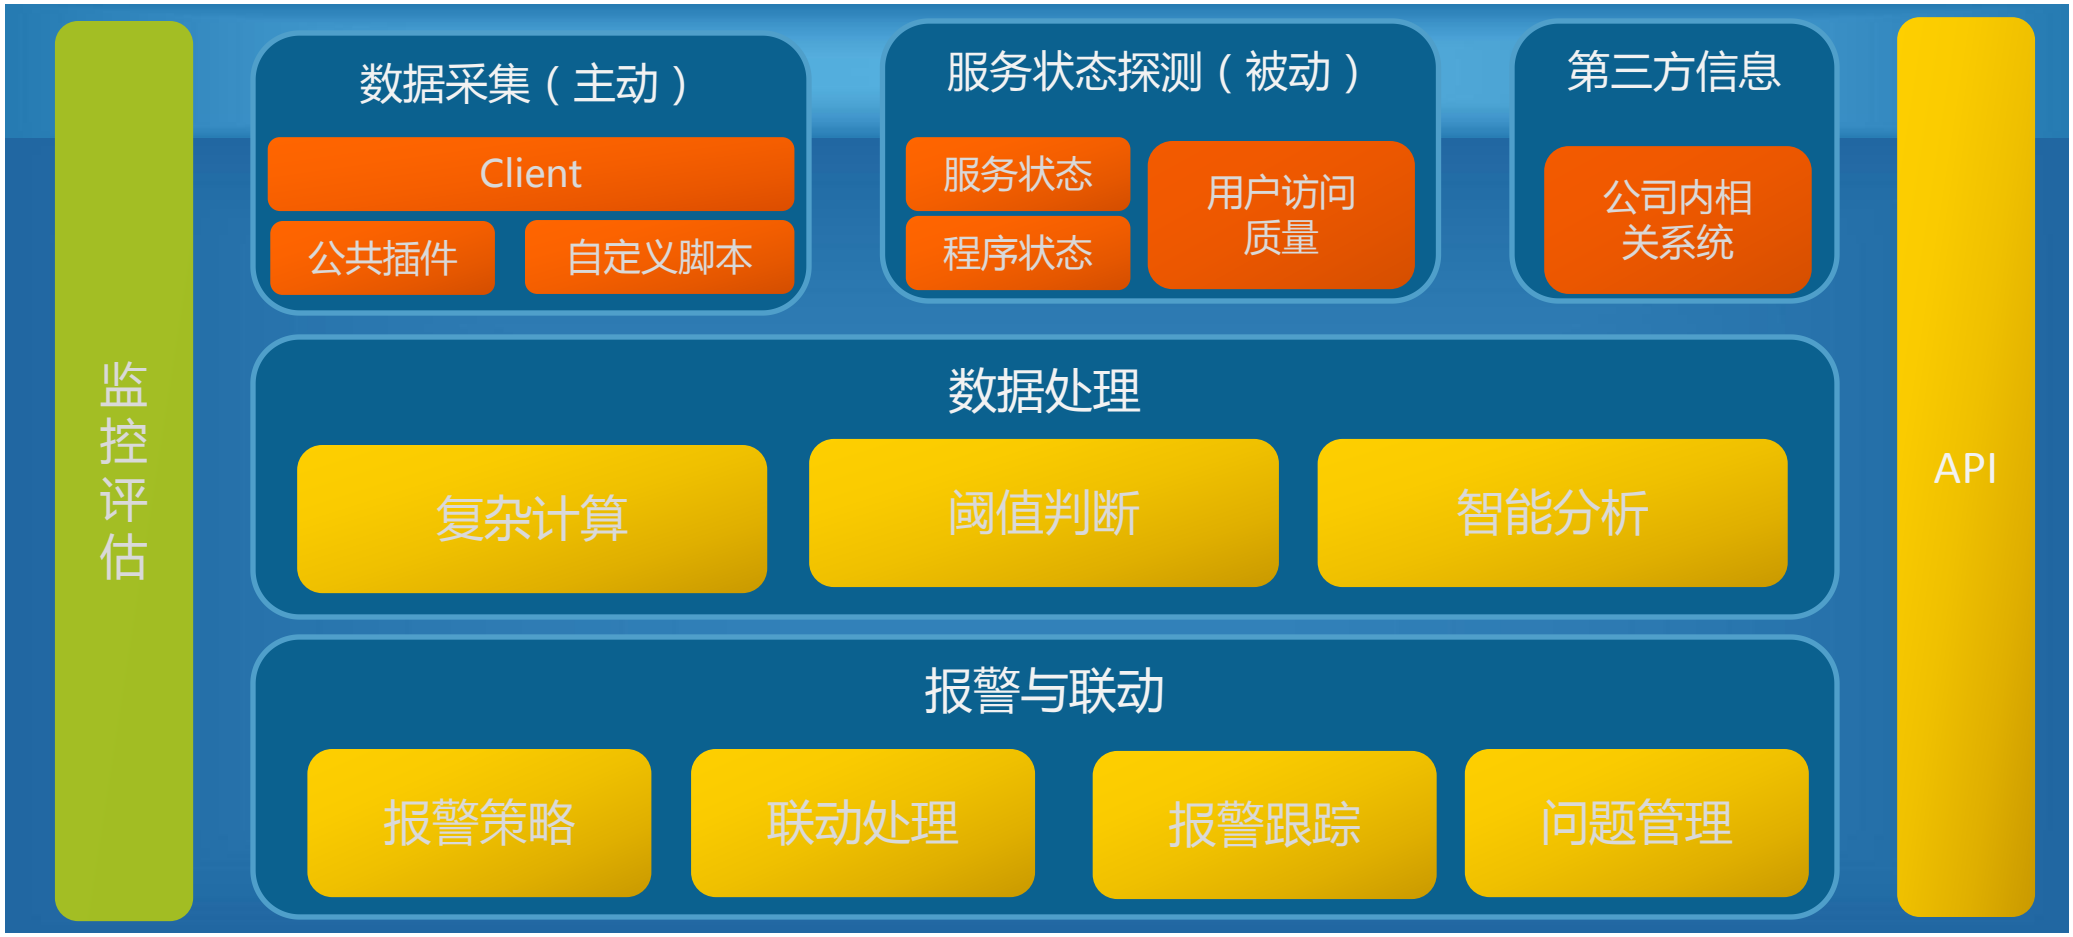 监
控
评
估
数据采集（主动）
Client
公共插件
自定义脚本
服务状态探测（被动）
服务状态
程序状态
用户访问
质量
第三方信息
公司内相
关系统
数据处理
复杂计算
阈值判断
智能分析
报警与联动
报警策略
联动处理
报警跟踪
问题管理
API